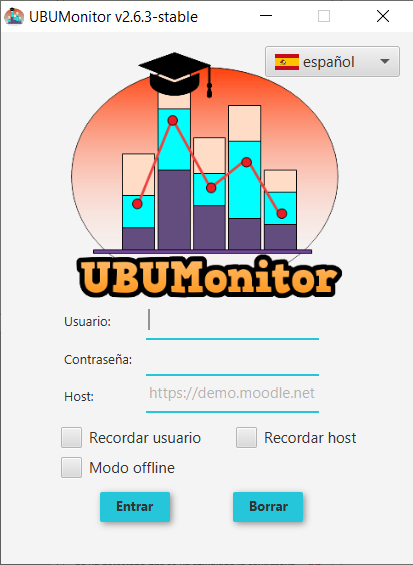 UBUMonitor v2.6.3-stable
español
UBUMonitor
Usuario:
Contraseña:
Host: https://demo.moodle.net
Recordar usuario Recordar host
Modo offline
Entrar Borrar